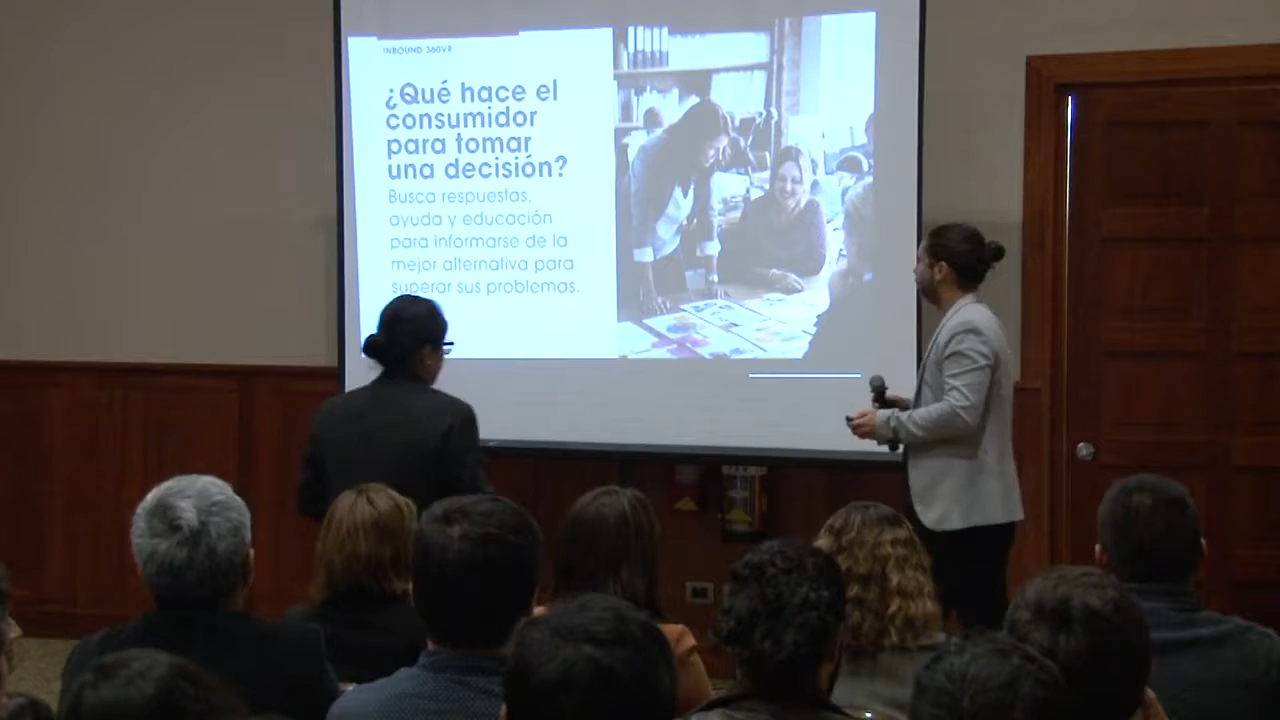 INBOUND 360VR
¿Qué hace el
consumidor
para tomar
una decisión?
Busca respuestas,
ayuda y educación
para informarse de la
mejor alternativa para
superar sus problemas.